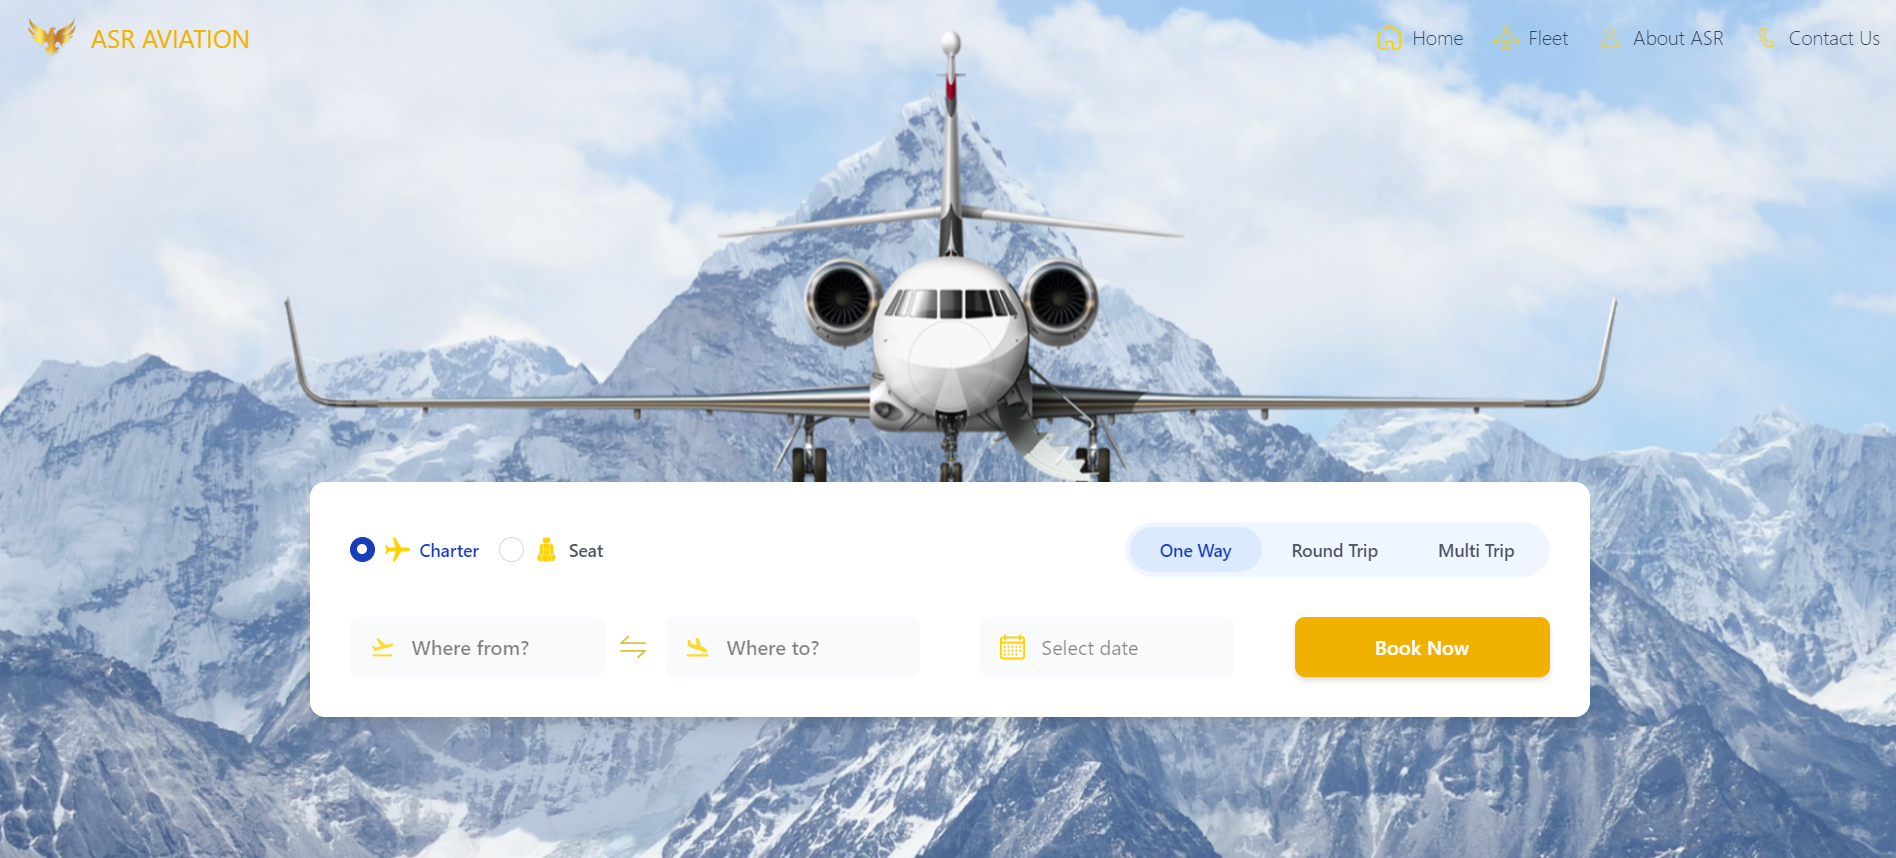 ASR AVIATION
Home
Fleet
About ASR
Contact Us
Charter
Seat
One Way
Round Trip
Multi Trip
Where from?
Where to?
Select date
Book Now